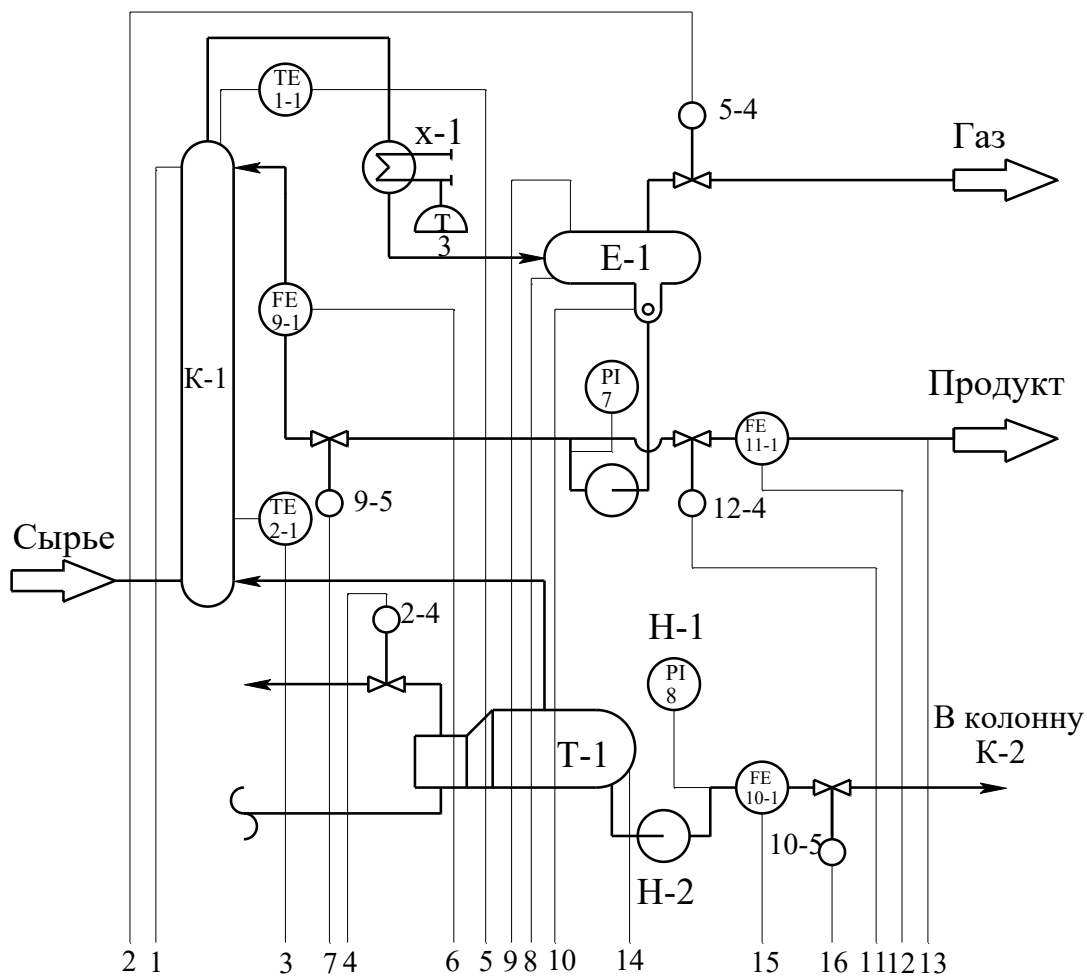 TE
1-1
х-1
5-4
Газ
Т
3
Е-1
FE
9-1
К-1
PI
7
Продукт
FE
11-1
TE
2-1
9-5
12-4
Сырье
2-4
Н-1
PI
8
В колонну
К-2
Т-1
FE
10-1
10-5
Н-2
2 1 3 7 4 6 5 9 8 10 14 15 16 11 12 13